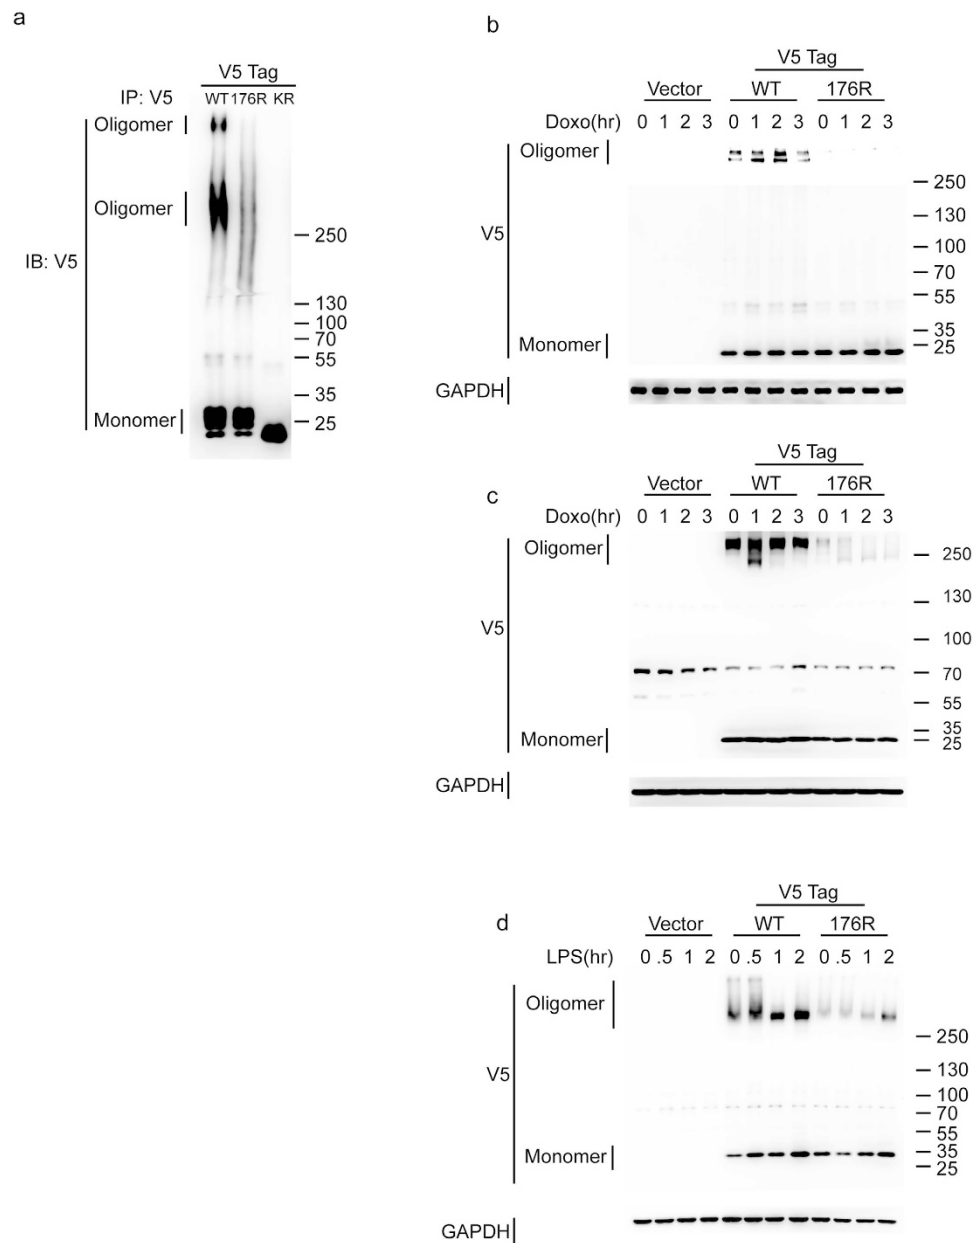 a
V5 Tag
IP: V5
WT 176R KR
Oligomer
Oligomer
IB: V5
Monomer
250
130
100
70
55
35
25
b
V5 Tag
Vector WT 176R
Doxo(hr) 0 1 2 3 0 1 2 3 0 1 2 3
Oligomer
V5
Monomer
250
130
100
70
55
35
25
GAPDH
c
V5 Tag
Vector WT 176R
Doxo(hr) 0 1 2 3 0 1 2 3 0 1 2 3
Oligomer
V5
Monomer
250
130
100
70
55
35
25
GAPDH
d
V5 Tag
Vector WT 176R
LPS(hr) 0 .5 1 2 0 .5 1 2 0 .5 1 2
Oligomer
V5
Monomer
250
130
100
70
55
35
25
GAPDH